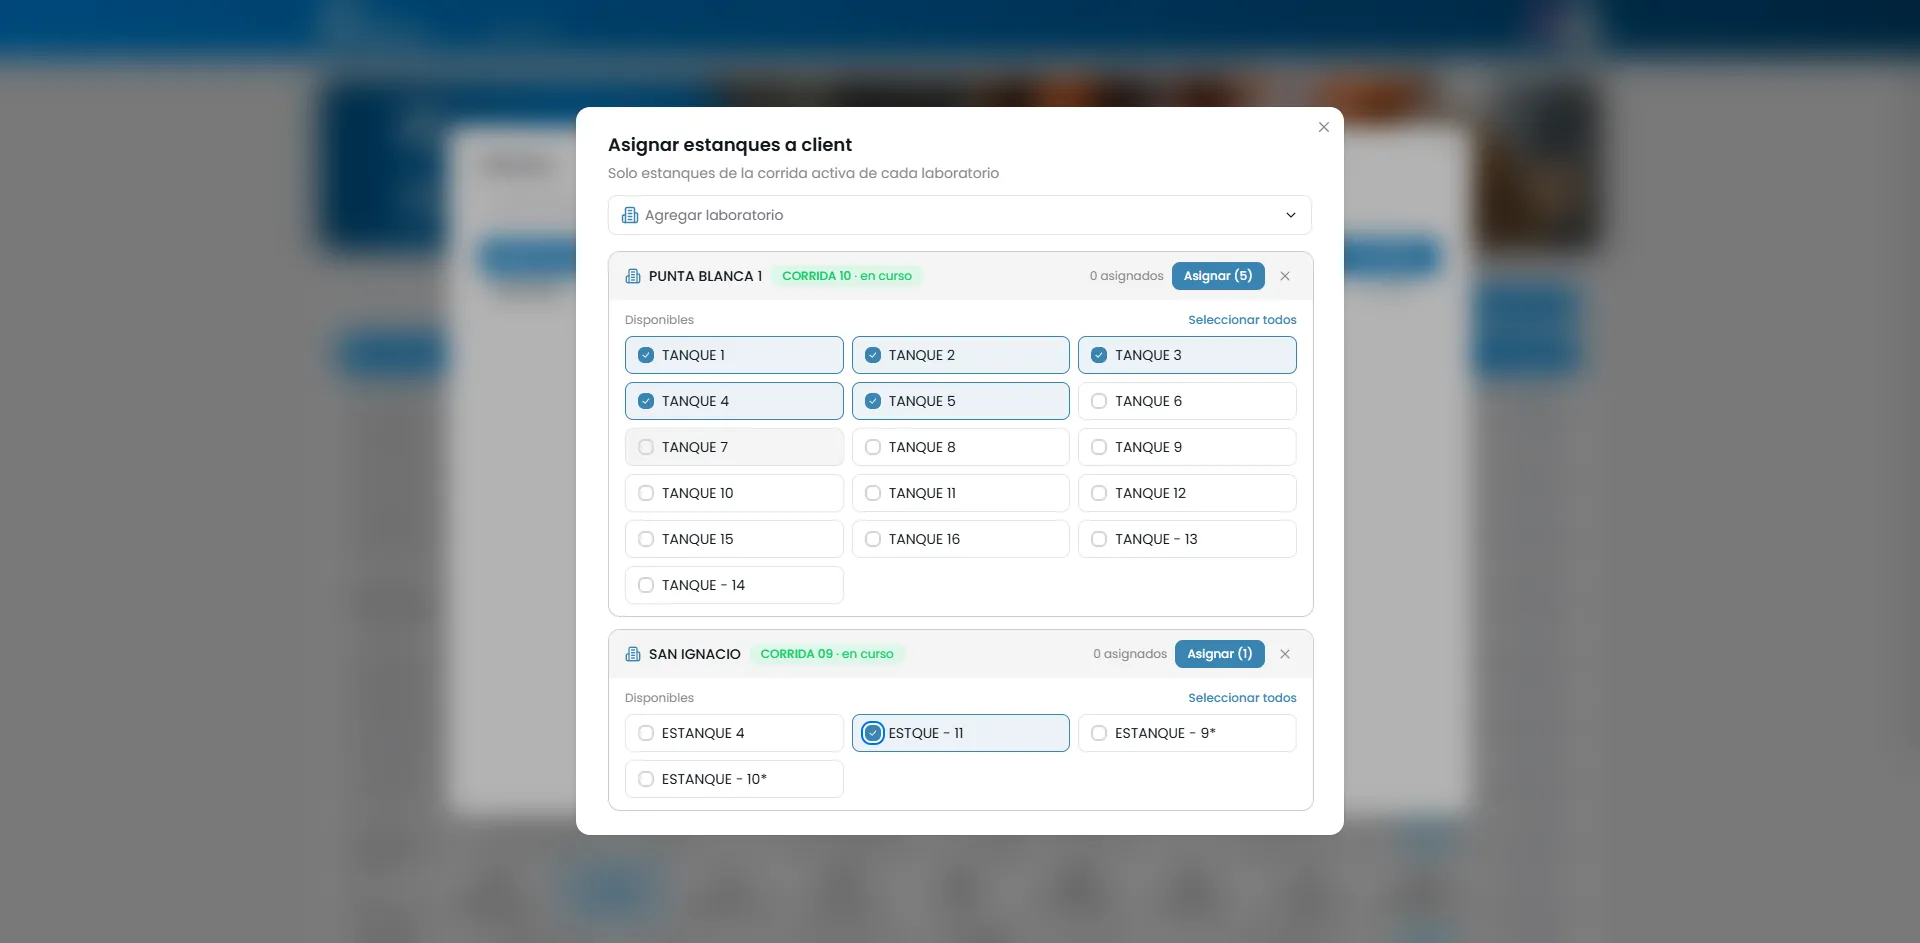 Asignar estanques a client
Solo estanques de la corrida activa de cada laboratorio
Agregar laboratorio
PUNTA BLANCA 1 CORRIDA 10 · en curso 0 asignados Asignar (5)
Disponibles Seleccionar todos
TANQUE 1 TANQUE 2 TANQUE 3
TANQUE 4 TANQUE 5 TANQUE 6
TANQUE 7 TANQUE 8 TANQUE 9
TANQUE 10 TANQUE 11 TANQUE 12
TANQUE 15 TANQUE 16 TANQUE - 13
TANQUE - 14
SAN IGNACIO CORRIDA 09 · en curso 0 asignados Asignar (1)
Disponibles Seleccionar todos
ESTANQUE 4 ESTQUE - 11 ESTANQUE - 9*
ESTANQUE - 10*